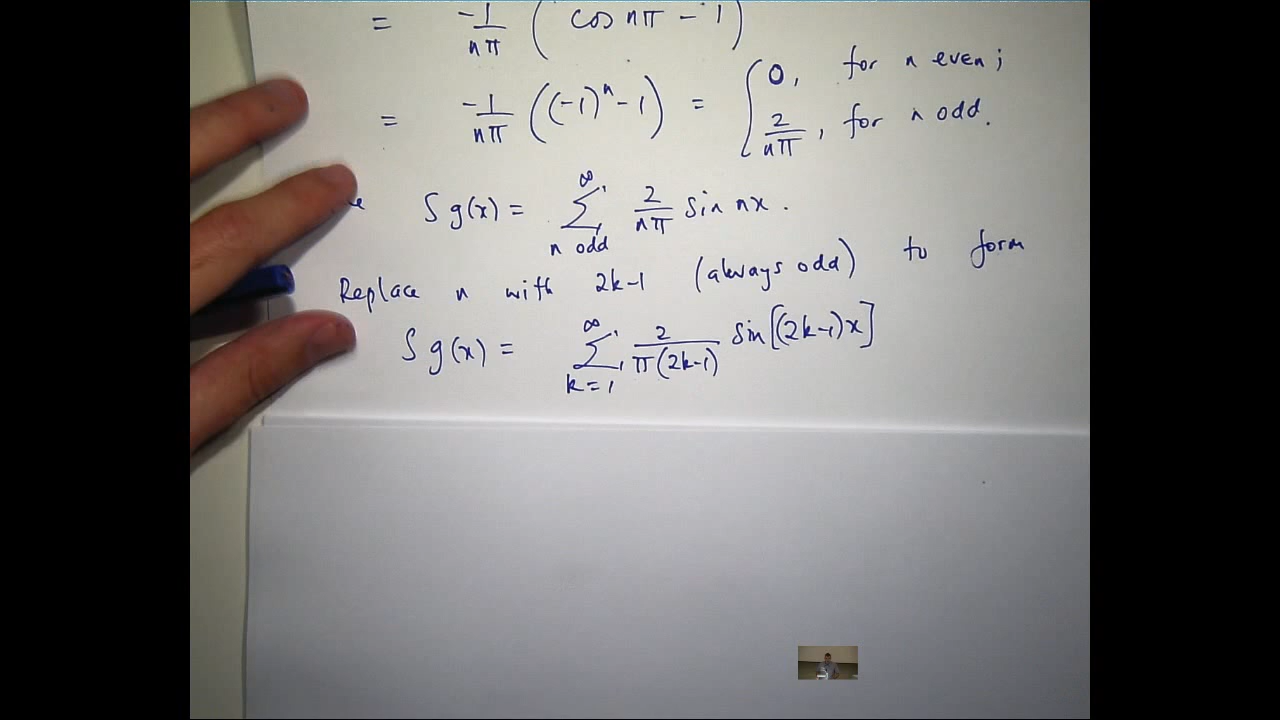 = -1/nπ ( cos nπ - 1 )
= -1/nπ ((-1)^n - 1) = { 0, for n even; 2/nπ, for n odd.
S g(x) = ∑_{n odd}^{∞} 2/nπ sin nx.
Replace n with 2k-1 (always odd) to form
S g(x) = ∑_{k=1}^{∞} 2/π(2k-1) sin[(2k-1)x]